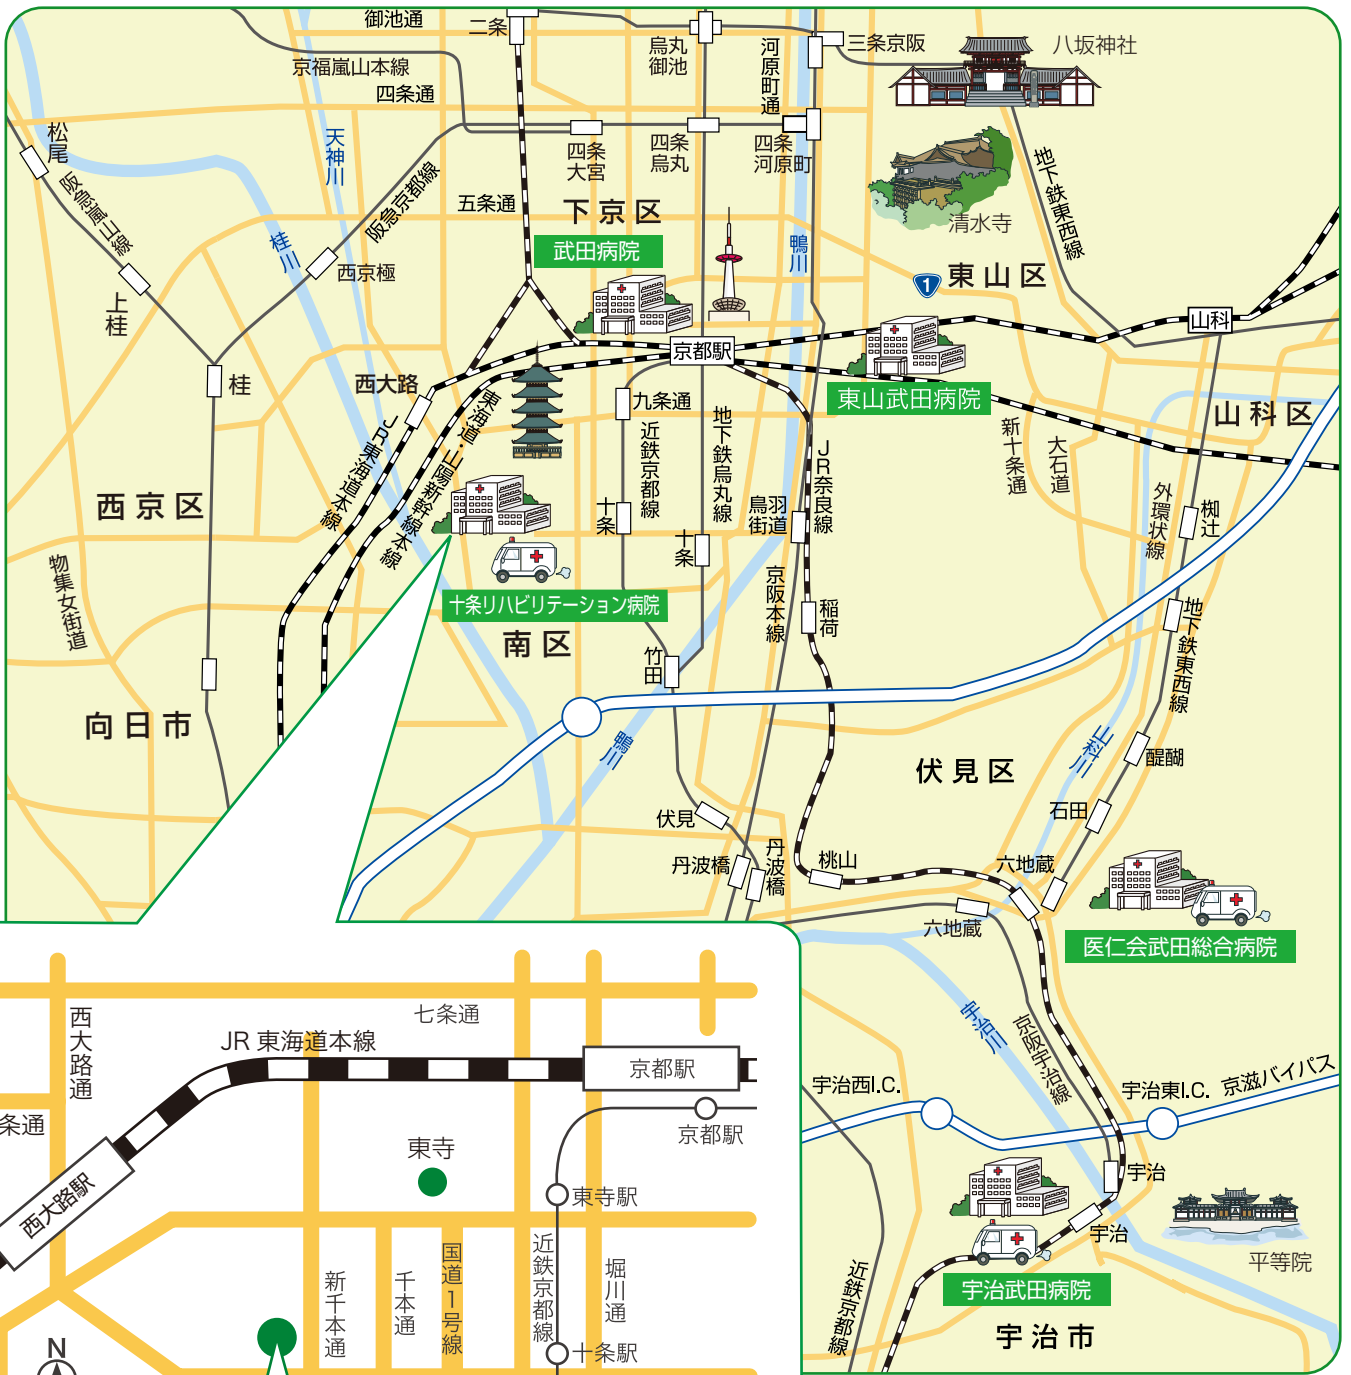 御池通
二条
烏丸
御池
河原町通
三条京阪
八坂神社
京福嵐山本線
四条通
松尾
天神川
阪急嵐山線
阪急京都線
四条
大宮
四条
烏丸
四条
河原町
地下鉄東西線
清水寺
五条通
下京区
武田病院
桂川
西京極
鴨川
1
東山区
上桂
山科
京都駅
桂
西大路
東山武田病院
九条通
山科区
JR東海道本線
東海道・山陽新幹線本線
近鉄京都線
地下鉄烏丸線
JR奈良線
新十条通
大石道
西京区
十条
鳥羽
街道
外環状線
椥辻
十条
物集女街道
京阪本線
十条リハビリテーション病院
稲荷
地下鉄東西線
南区
竹田
向日市
鴨川
山科川
醍醐
伏見区
石田
伏見
丹波橋
丹波橋
桃山
六地蔵
六地蔵
医仁会武田総合病院
宇治川
京阪宇治線
宇治西I.C.
宇治東I.C.
京滋バイパス
宇治
宇治
平等院
近鉄京都線
宇治武田病院
宇治市
七条通
西大路通
JR 東海道本線
京都駅
条通
京都駅
東寺
西大路駅
東寺駅
新千本通
千本通
国道1号線
近鉄京都線
堀川通
十条駅
N